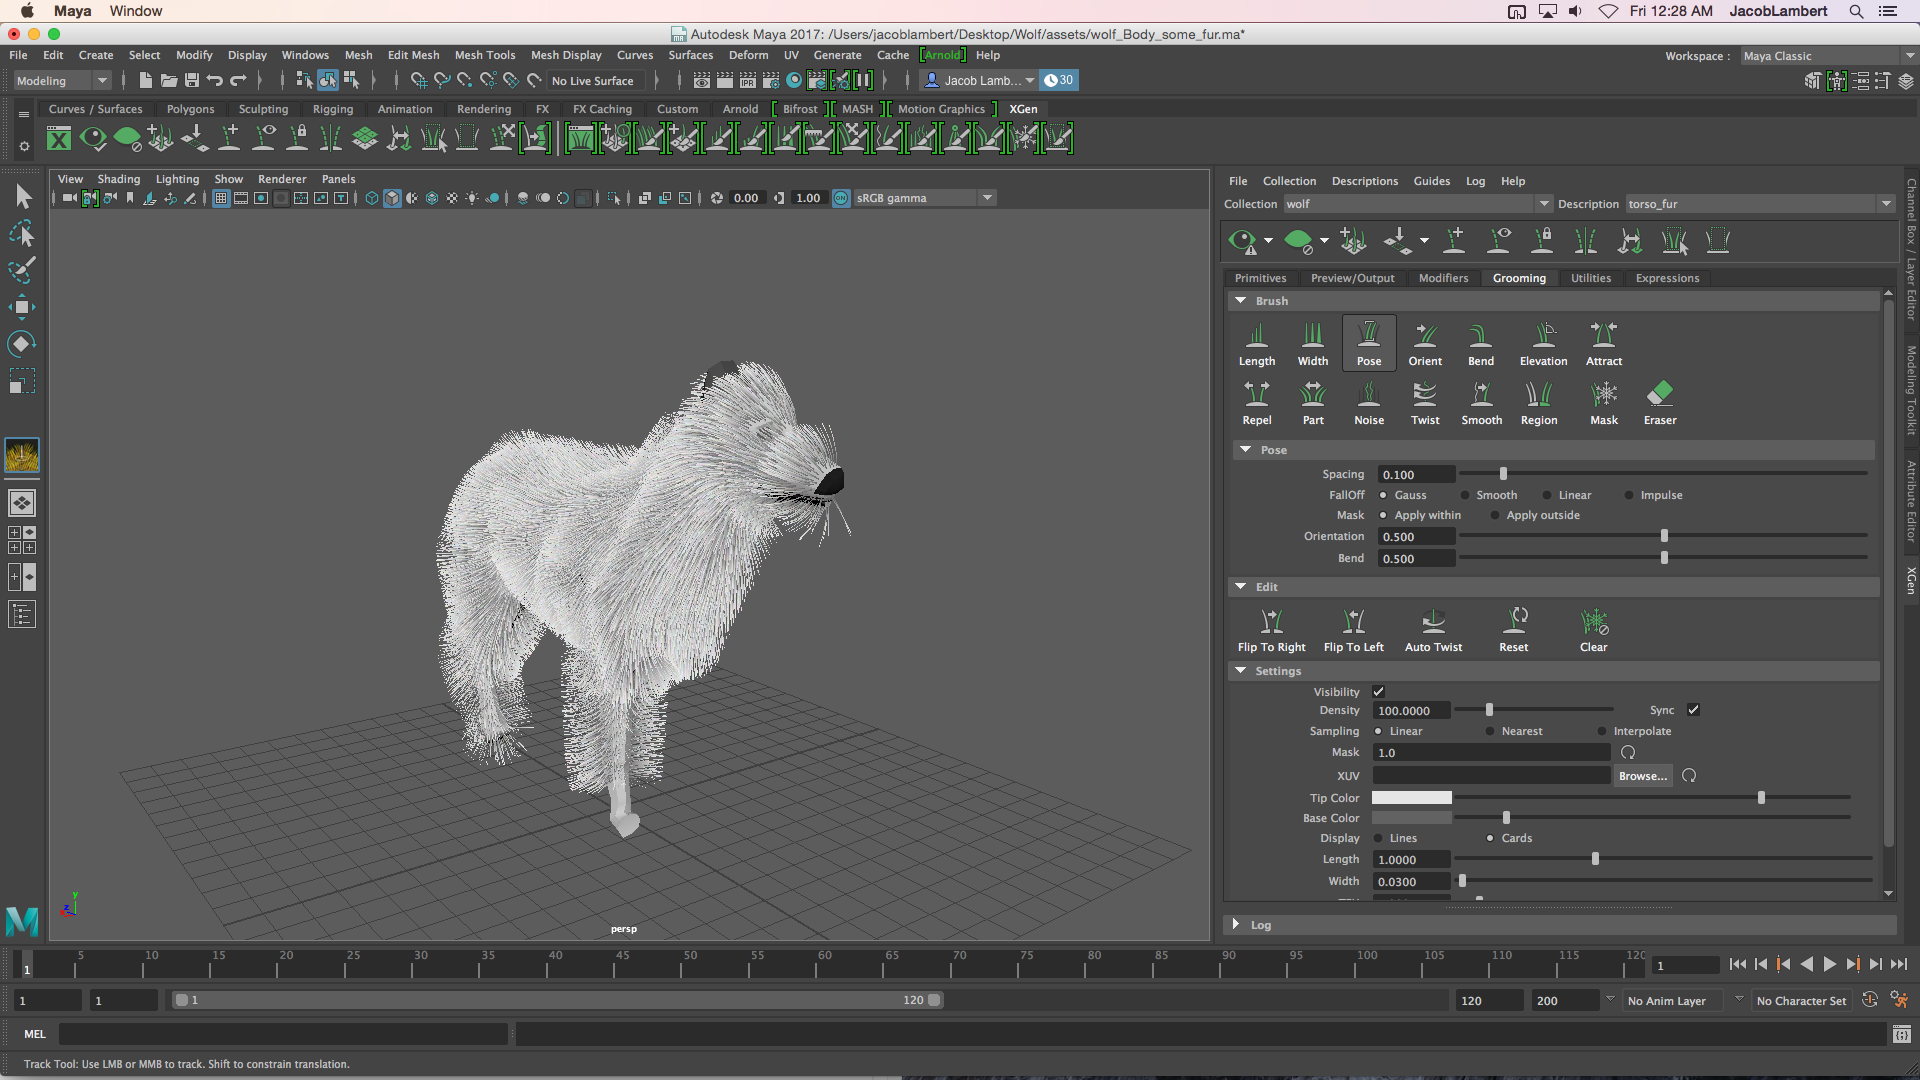 Maya Window Fri 12:28 AM JacobLambert
Autodesk Maya 2017: /Users/jacoblambert/Desktop/Wolf/assets/wolf_Body_some_fur.ma*
File Edit Create Select Modify Display Windows Mesh Edit Mesh Mesh Tools Mesh Display Curves Surfaces Deform UV Generate Cache Arnold Help Workspace : Maya Classic
Modeling No Live Surface IPR Jacob Lamb... 30
Curves / Surfaces Polygons Sculpting Rigging Animation Rendering FX FX Caching Custom Arnold Bifrost MASH Motion Graphics XGen
View Shading Lighting Show Renderer Panels
0.00 1.00 ON sRGB gamma
File Collection Descriptions Guides Log Help
Collection wolf Description torso_fur
Primitives Preview/Output Modifiers Grooming Utilities Expressions
Brush
Length Width Pose Orient Bend Elevation Attract
Repel Part Noise Twist Smooth Region Mask Eraser
Pose
Spacing 0.100
FallOff Gauss Smooth Linear Impulse
Mask Apply within Apply outside
Orientation 0.500
Bend 0.500
Edit
Flip To Right Flip To Left Auto Twist Reset Clear
Settings
Visibility
Density 100.0000 Sync
Sampling Linear Nearest Interpolate
Mask 1.0
XUV Browse...
Tip Color
Base Color
Display Lines Cards
Length 1.0000
Width 0.0300
Log
Channel Box / Layer Editor
Modeling Toolkit
Attribute Editor
XGen
y
z
persp
1 5 10 15 20 25 30 35 40 45 50 55 60 65 70 75 80 85 90 95 100 105 110 115 120 1
1 1 1 120 120 200 No Anim Layer No Character Set
MEL
Track Tool: Use LMB or MMB to track. Shift to constrain translation.